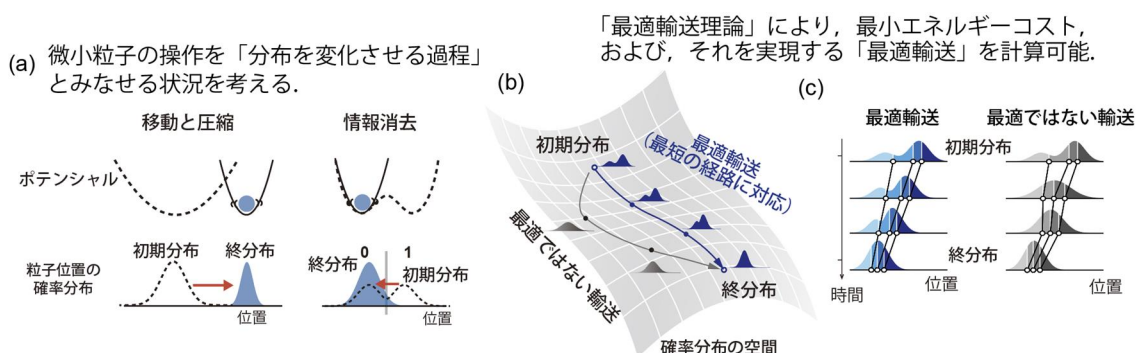 (a) 微小粒子の操作を「分布を変化させる過程」
とみなせる状況を考える.
移動と圧縮
情報消去
ポテンシャル
粒子位置の
確率分布
初期分布
終分布
位置
終分布
0
1
初期分布
位置
「最適輸送理論」により，最小エネルギーコスト，
および，それを実現する「最適輸送」を計算可能.
(b)
初期分布
最適輸送
(最短の経路に対応)
最適ではない輸送
終分布
確率分布の空間
(c)
最適輸送
最適ではない輸送
初期分布
終分布
時間
位置
位置